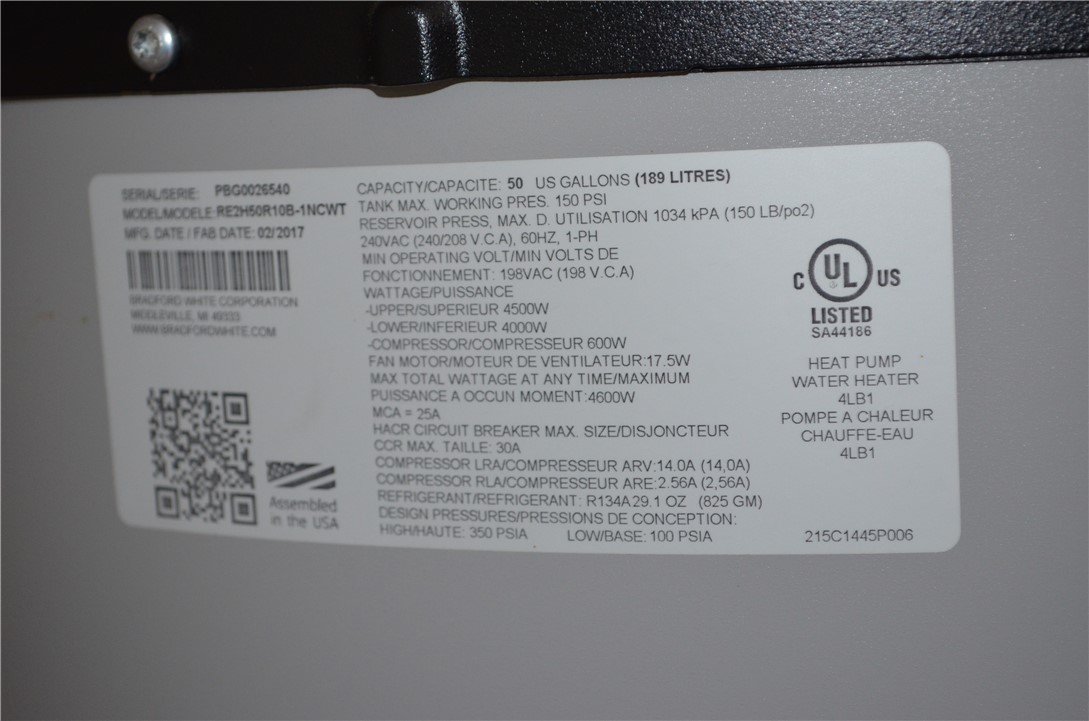 SERIAL/SERIE: PBG0026540
MODEL/MODELE: RE2H50R10B-1NCWT
MFG. DATE / FAB DATE: 02/2017
BRADFORD WHITE CORPORATION
MIDDLEVILLE, MI 49333
WWW.BRADFORDWHITE.COM
Assembled
in the USA
CAPACITY/CAPACITE: 50 US GALLONS (189 LITRES)
TANK MAX. WORKING PRES. 150 PSI
RESERVOIR PRESS, MAX. D. UTILISATION 1034 kPA (150 LB/po2)
240VAC (240/208 V.C.A), 60HZ, 1-PH
MIN OPERATING VOLT/MIN VOLTS DE
FONCTIONNEMENT: 198VAC (198 V.C.A)
WATTAGE/PUISSANCE
-UPPER/SUPERIEUR 4500W
-LOWER/INFERIEUR 4000W
-COMPRESSOR/COMPRESSEUR 600W
FAN MOTOR/MOTEUR DE VENTILATEUR:17.5W
MAX TOTAL WATTAGE AT ANY TIME/MAXIMUM
PUISSANCE A OCCUN MOMENT:4600W
MCA = 25A
HACR CIRCUIT BREAKER MAX. SIZE/DISJONCTEUR
CCR MAX. TAILLE: 30A
COMPRESSOR LRA/COMPRESSEUR ARV:14.0A (14,0A)
COMPRESSOR RLA/COMPRESSEUR ARE:2.56A (2,56A)
REFRIGERANT/REFRIGERANT: R134A29.1 OZ (825 GM)
DESIGN PRESSURES/PRESSIONS DE CONCEPTION:
HIGH/HAUTE: 350 PSIA LOW/BASE: 100 PSIA
C UL US
LISTED
SA44186
HEAT PUMP
WATER HEATER
4LB1
POMPE A CHALEUR
CHAUFFE-EAU
4LB1
215C1445P006